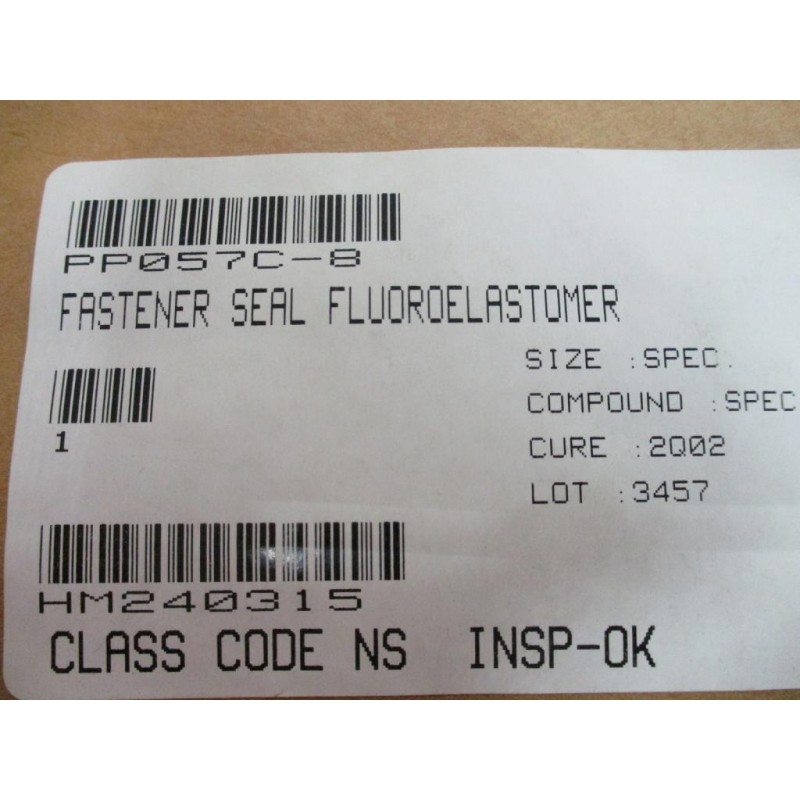 PP057C-8
FASTENER SEAL FLUOROELASTOMER
SIZE :SPEC.
COMPOUND :SPEC
1
CURE :2Q02
LOT :3457
HM240315
CLASS CODE NS INSP-OK